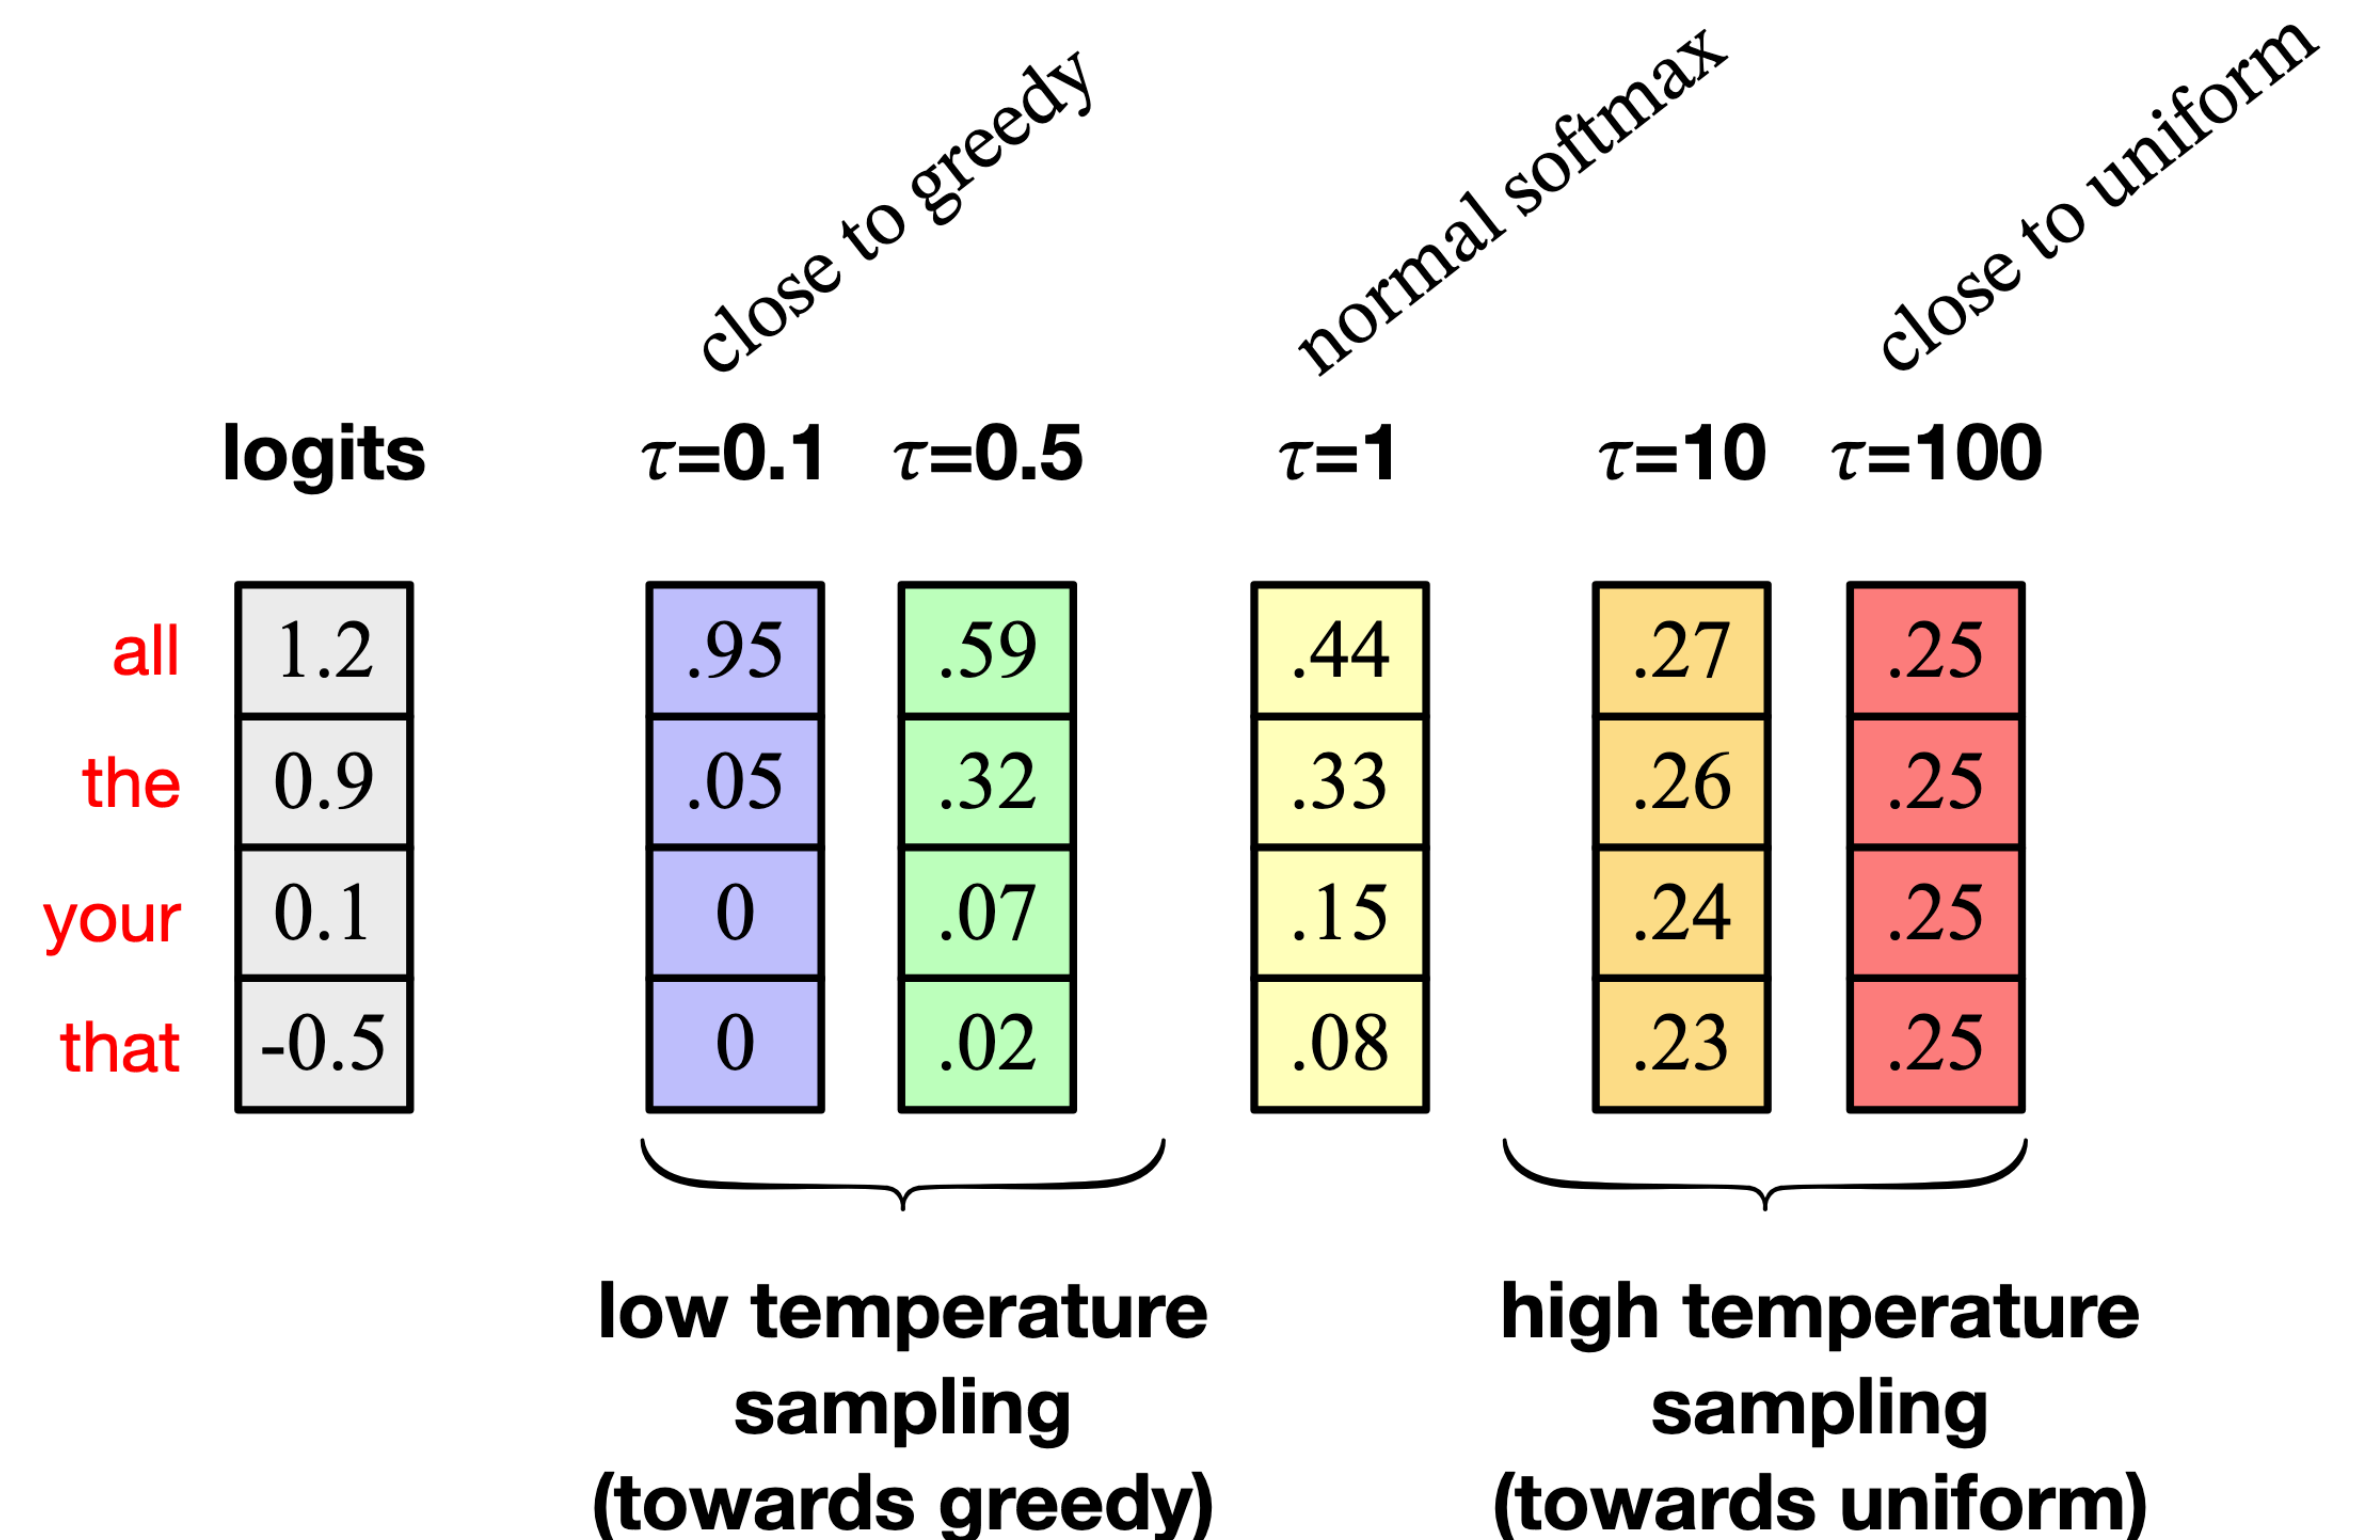 close to greedy
normal softmax
close to uniform
logits τ=0.1 τ=0.5 τ=1 τ=10 τ=100
all 1.2 .95 .59 .44 .27 .25
the 0.9 .05 .32 .33 .26 .25
your 0.1 0 .07 .15 .24 .25
that -0.5 0 .02 .08 .23 .25
low temperature
sampling
(towards greedy)
high temperature
sampling
(towards uniform)